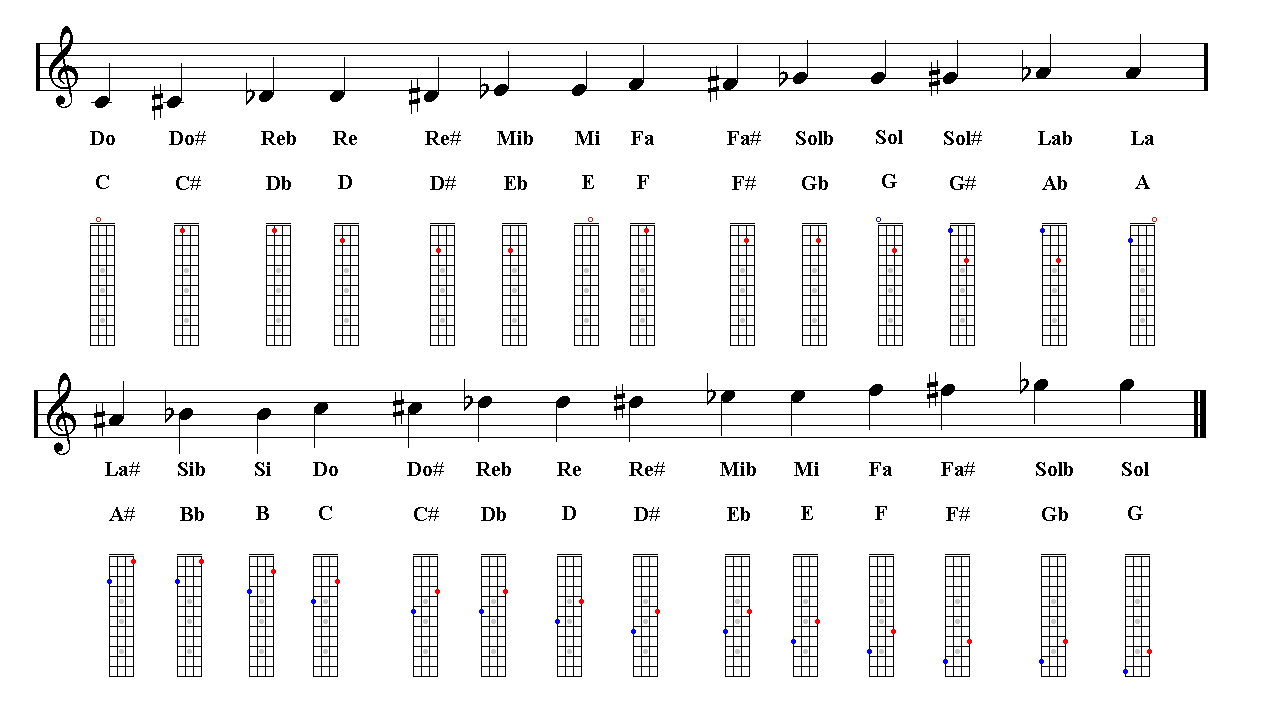 Do Do# Reb Re Re# Mib Mi Fa Fa# Solb Sol Sol# Lab La
C C# Db D D# Eb E F F# Gb G G# Ab A
La# Sib Si Do Do# Reb Re Re# Mib Mi Fa Fa# Solb Sol
A# Bb B C C# Db D D# Eb E F F# Gb G